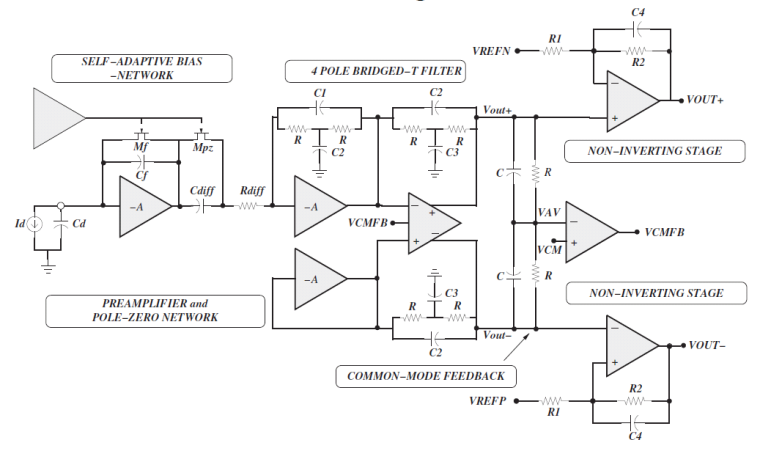 C4
R1
VREFN
R2
SELF-ADAPTIVE BIAS
-NETWORK
4 POLE BRIDGED-T FILTER
C1
C2
Vout+
−
+
VOUT+
R
R
R
R
Mf
Mpz
C2
C3
NON-INVERTING STAGE
Cf
Cdiff
Rdiff
C
R
-A
-A
−
+
VCMFB
VAV
−
Id
Cd
VCM
+
VCMFB
+
−
-A
C3
C
R
NON-INVERTING STAGE
PREAMPLIFIER and
POLE-ZERO NETWORK
R
R
C2
Vout−
−
+
VOUT−
COMMON-MODE FEEDBACK
R2
VREFP
R1
C4